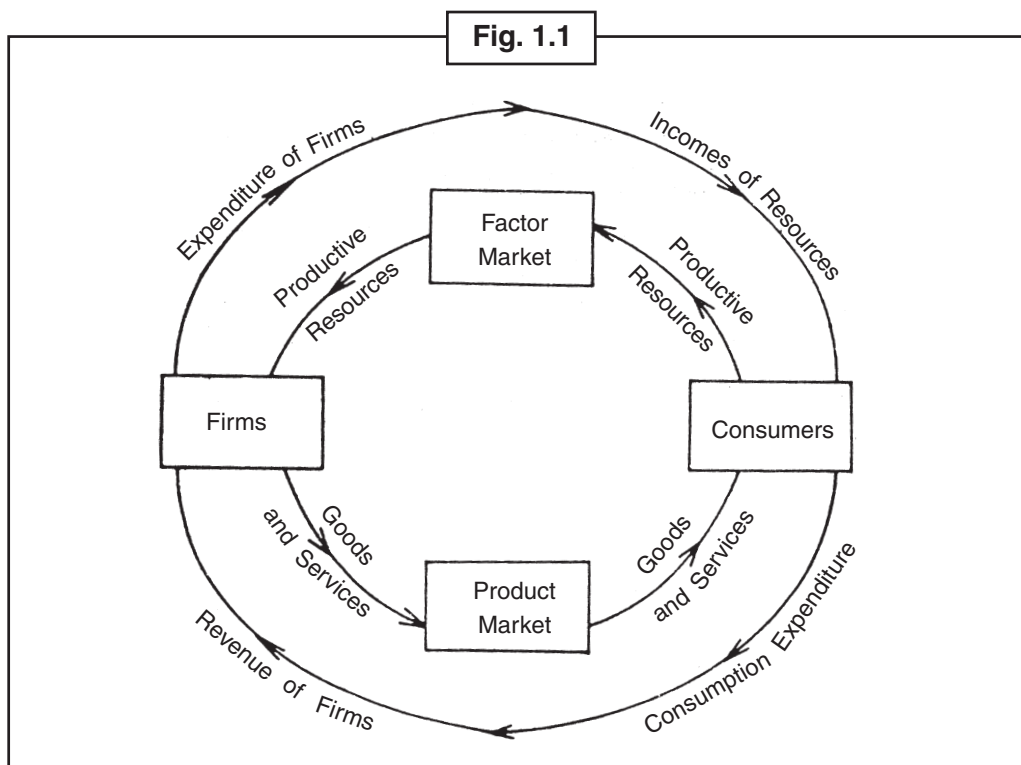 Fig. 1.1
Expenditure of Firms
Incomes of Resources
Factor
Market
Productive
Resources
Productive
Resources
Firms
Consumers
Goods
and Services
Product
Market
Goods
and Services
Revenue of Firms
Consumption Expenditure